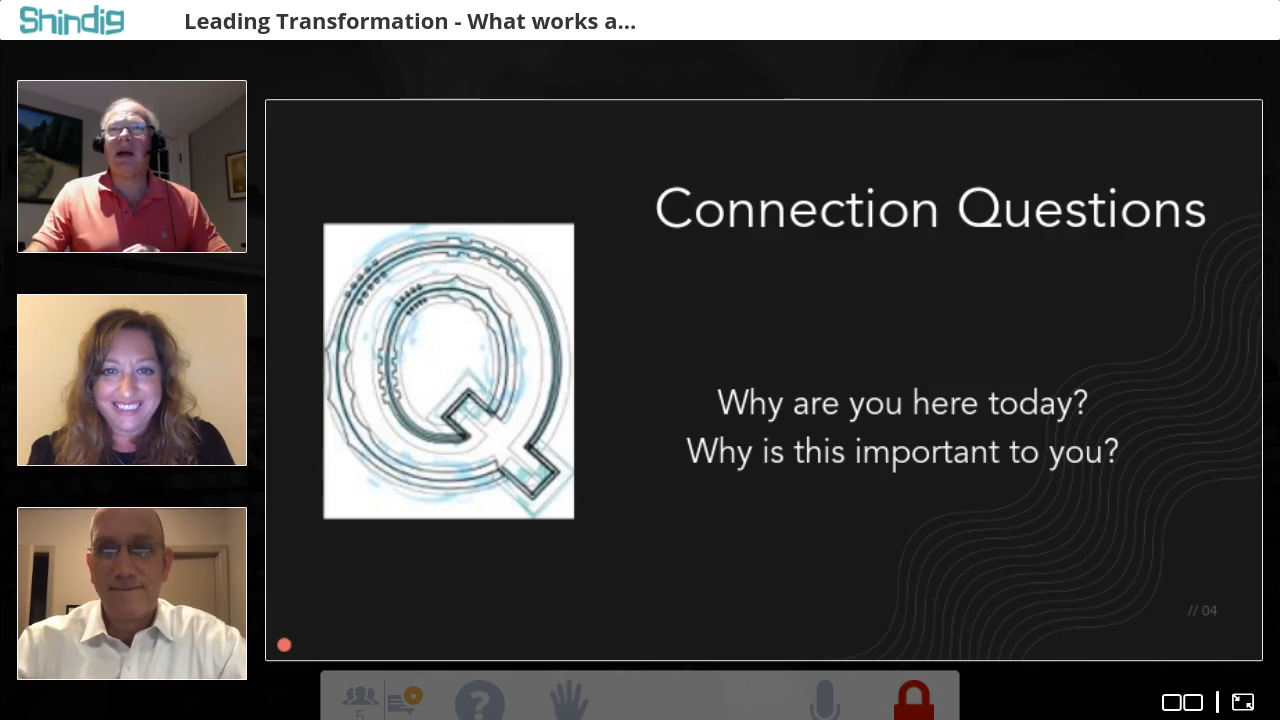 Shindig
Leading Transformation - What works a...
Connection Questions
Q
Why are you here today?
Why is this important to you?
// 04
5
?